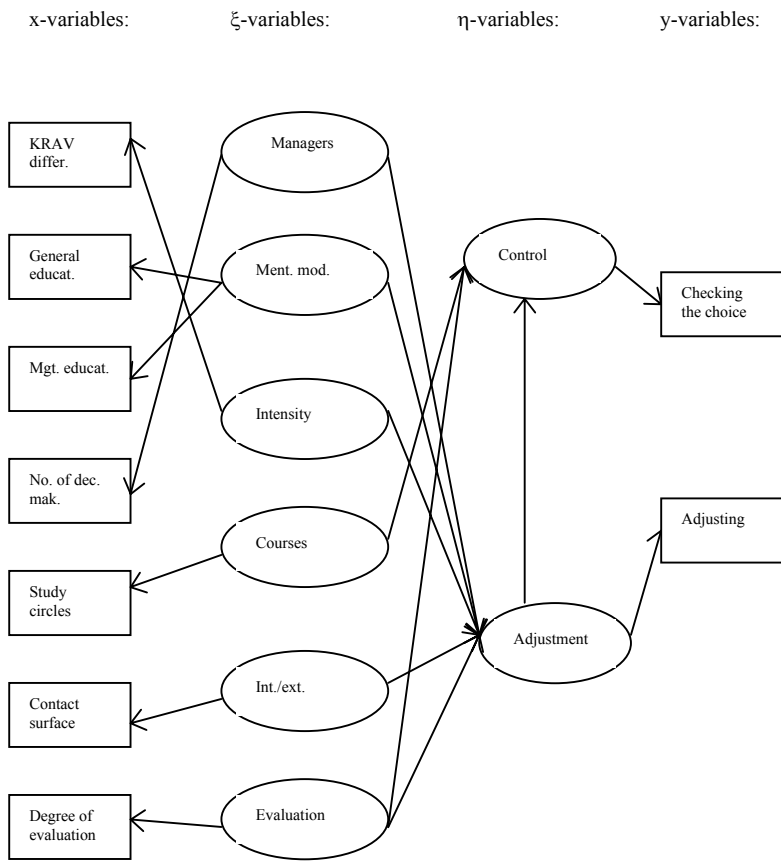 x-variables:
ξ-variables:
η-variables:
y-variables:
KRAV
differ.
General
educat.
Mgt. educat.
No. of dec.
mak.
Study
circles
Contact
surface
Degree of
evaluation
Managers
Ment. mod.
Intensity
Courses
Int./ext.
Evaluation
Control
Adjustment
Checking
the choice
Adjusting